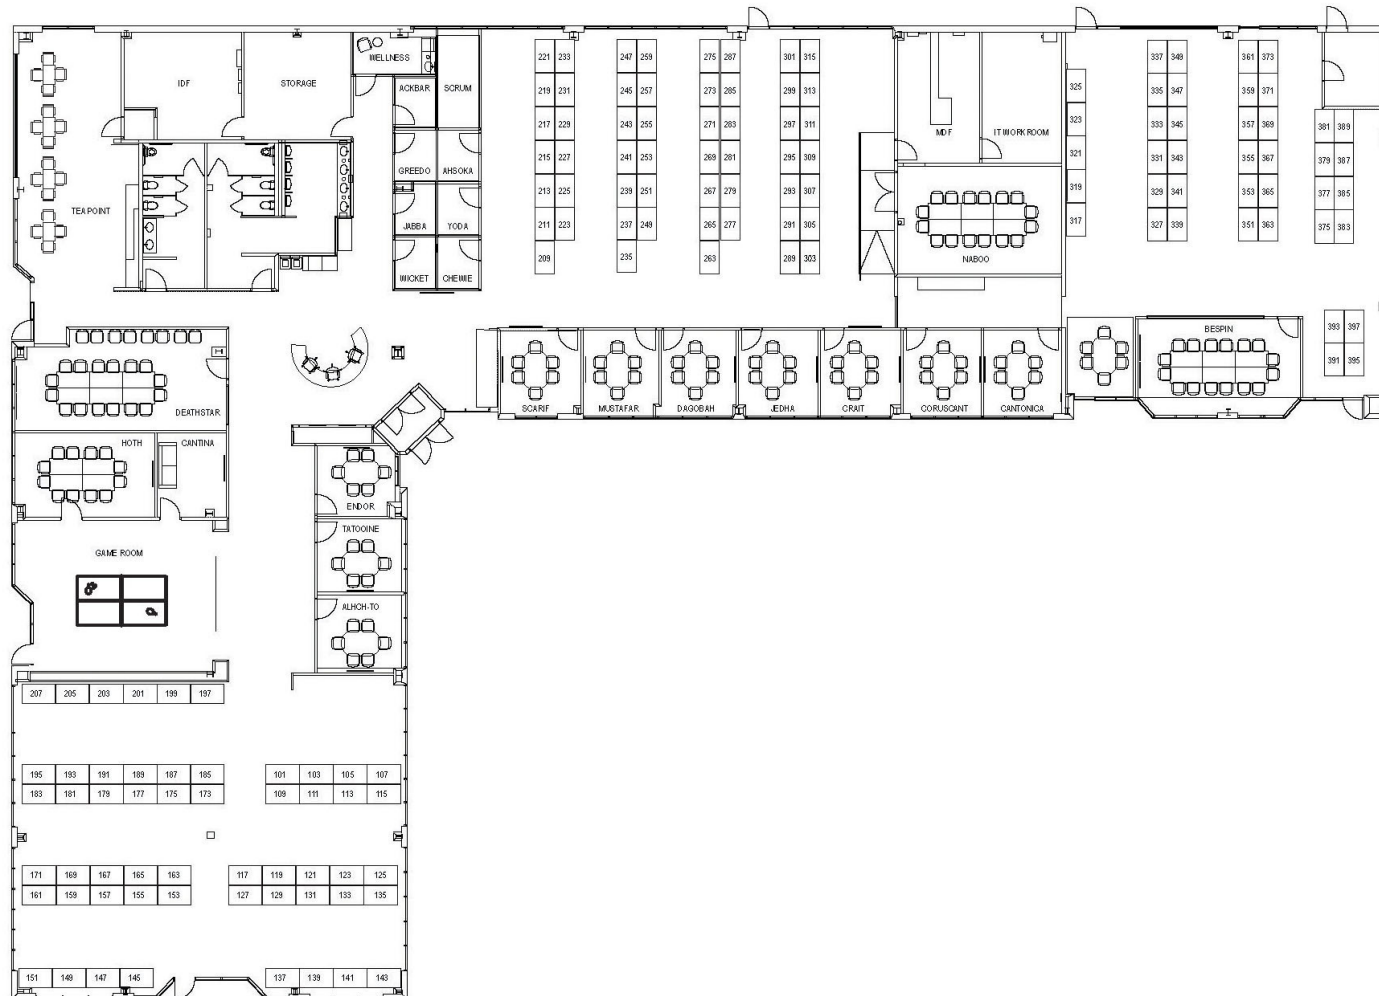 WELLNESS
IDF
STORAGE
ACKBAR
SCRUM
GREEDO
AHSOKA
TEA POINT
JABBA
YODA
WICKET
CHEWIE
221 233
219 231
217 229
215 227
213 225
211 223
209
247 259
245 257
243 255
241 253
239 251
237 249
235
275 287
273 285
271 283
269 281
267 279
265 277
263
301 315
299 313
297 311
295 309
293 307
291 305
289 303
MDF
IT WORK ROOM
NABOO
325
323
321
319
317
337 349
335 347
333 345
331 343
329 341
327 339
361 373
359 371
357 369
355 367
353 365
351 363
381 389
379 387
377 385
375 383
393 397
391 395
DEATHSTAR
SCARIF
MUSTAFAR
DAGOBAH
JEDHA
CRAIT
CORUSCANT
CANTONICA
BESPIN
HOTH
CANTINA
ENDOR
TATOOINE
GAME ROOM
ALHCH-TO
207 205 203 201 199 197
195 193 191 189 187 185
183 181 179 177 175 173
101 103 105 107
109 111 113 115
171 169 167 165 163
161 159 157 155 153
117 119 121 123 125
127 129 131 133 135
151 149 147 145
137 139 141 143